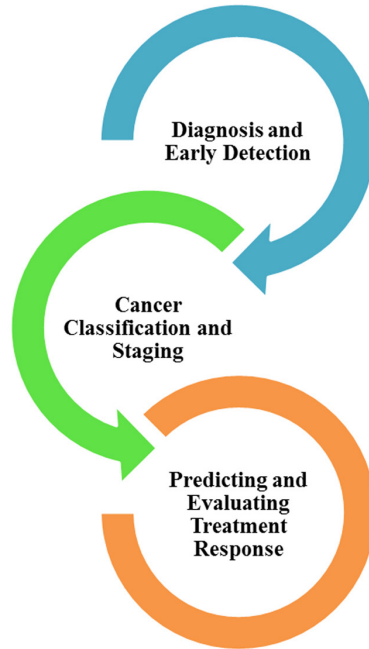 Diagnosis and
Early Detection
Cancer
Classification and
Staging
Predicting and
Evaluating
Treatment
Response